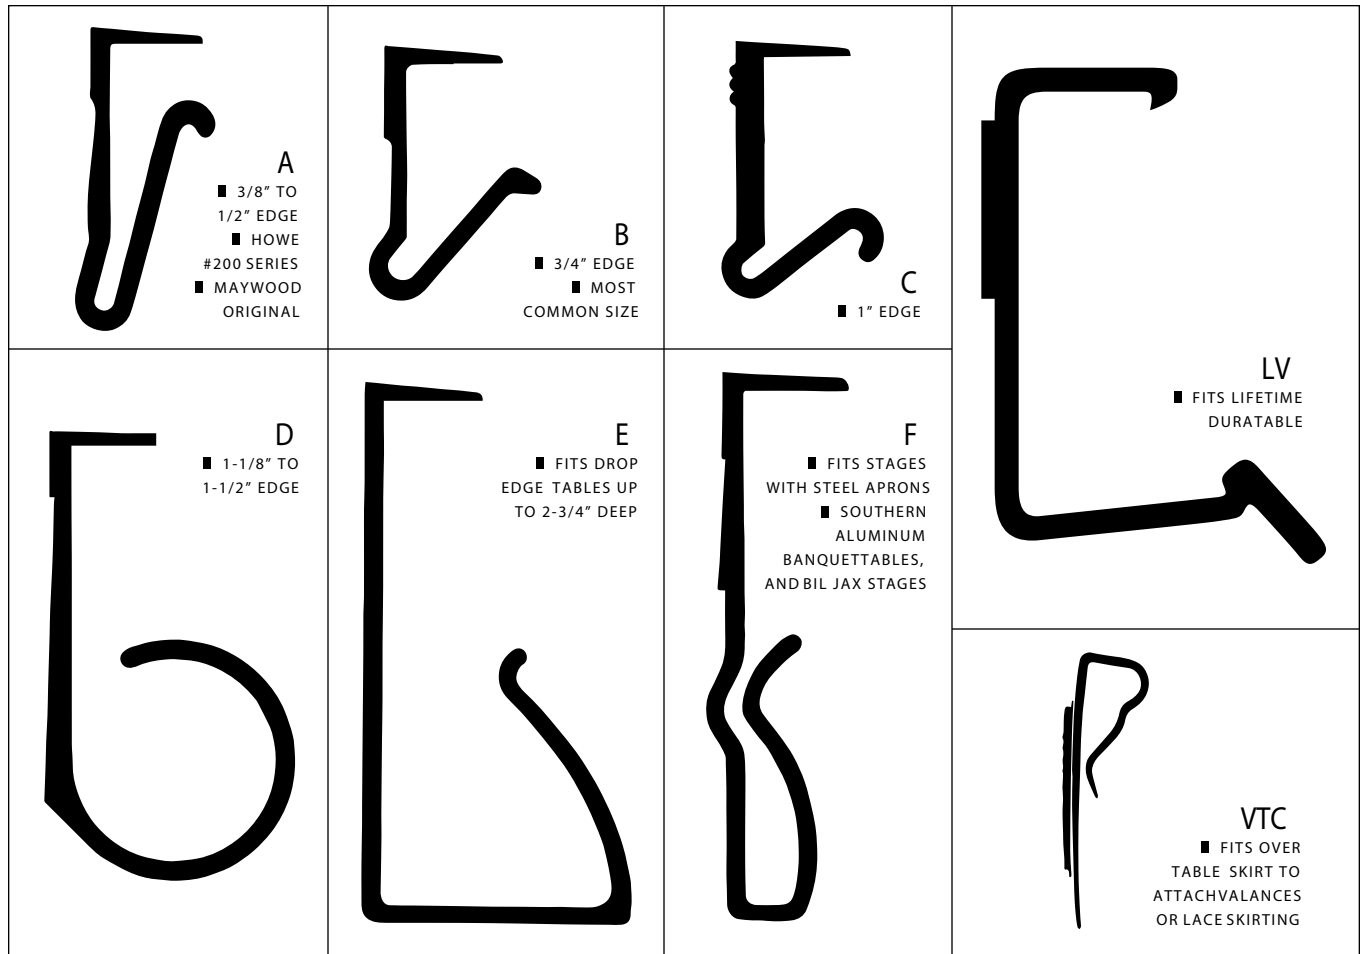 A
■ 3/8” TO
1/2” EDGE
■ HOWE
#200 SERIES
■ MAYWOOD
ORIGINAL
B
■ 3/4” EDGE
■ MOST
COMMON SIZE
C
■ 1” EDGE
LV
■ FITS LIFETIME
DURATABLE
D
■ 1-1/8” TO
1-1/2” EDGE
E
■ FITS DROP
EDGE TABLES UP
TO 2-3/4” DEEP
F
■ FITS STAGES
WITH STEEL APRONS
■ SOUTHERN
ALUMINUM
BANQUETTABLES,
AND BIL JAX STAGES
VTC
■ FITS OVER
TABLE SKIRT TO
ATTACHVALANCES
OR LACE SKIRTING